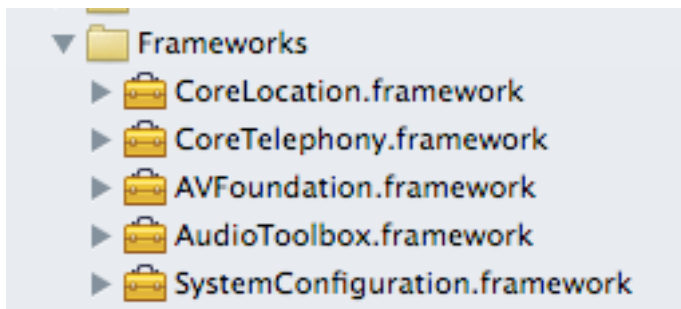 Frameworks
CoreLocation.framework
CoreTelephony.framework
AVFoundation.framework
AudioToolbox.framework
SystemConfiguration.framework